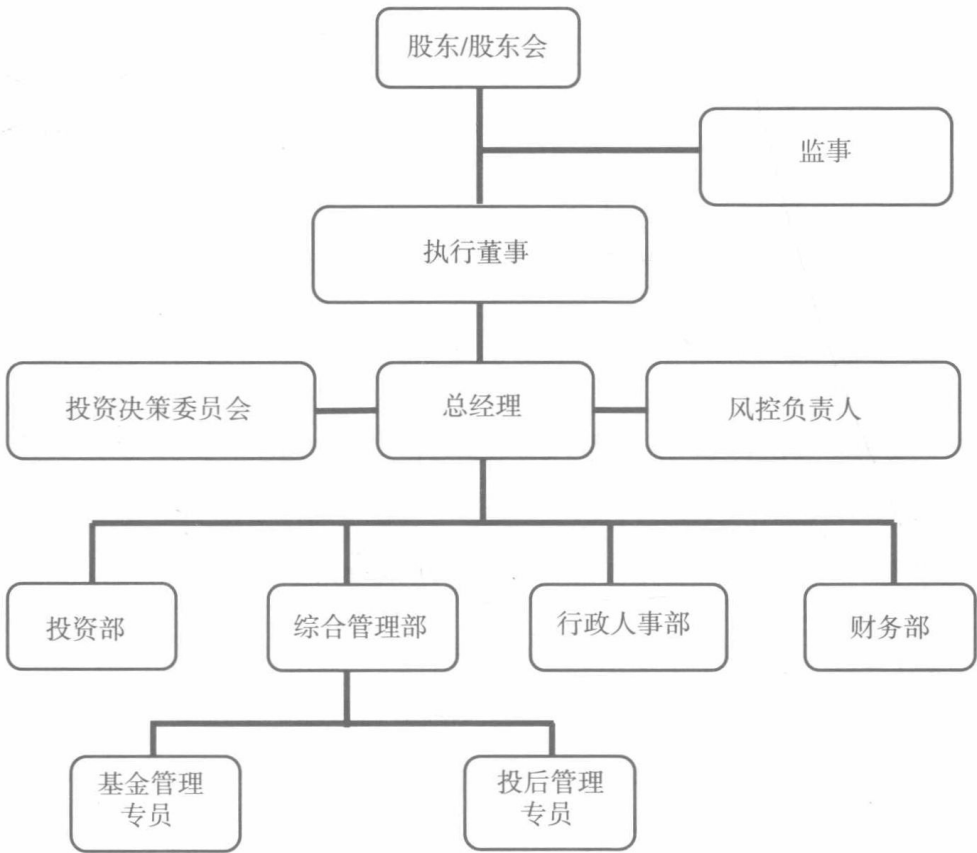 股东/股东会
监事
执行董事
投资决策委员会
总经理
风控负责人
投资部
综合管理部
行政人事部
财务部
基金管理
专员
投后管理
专员